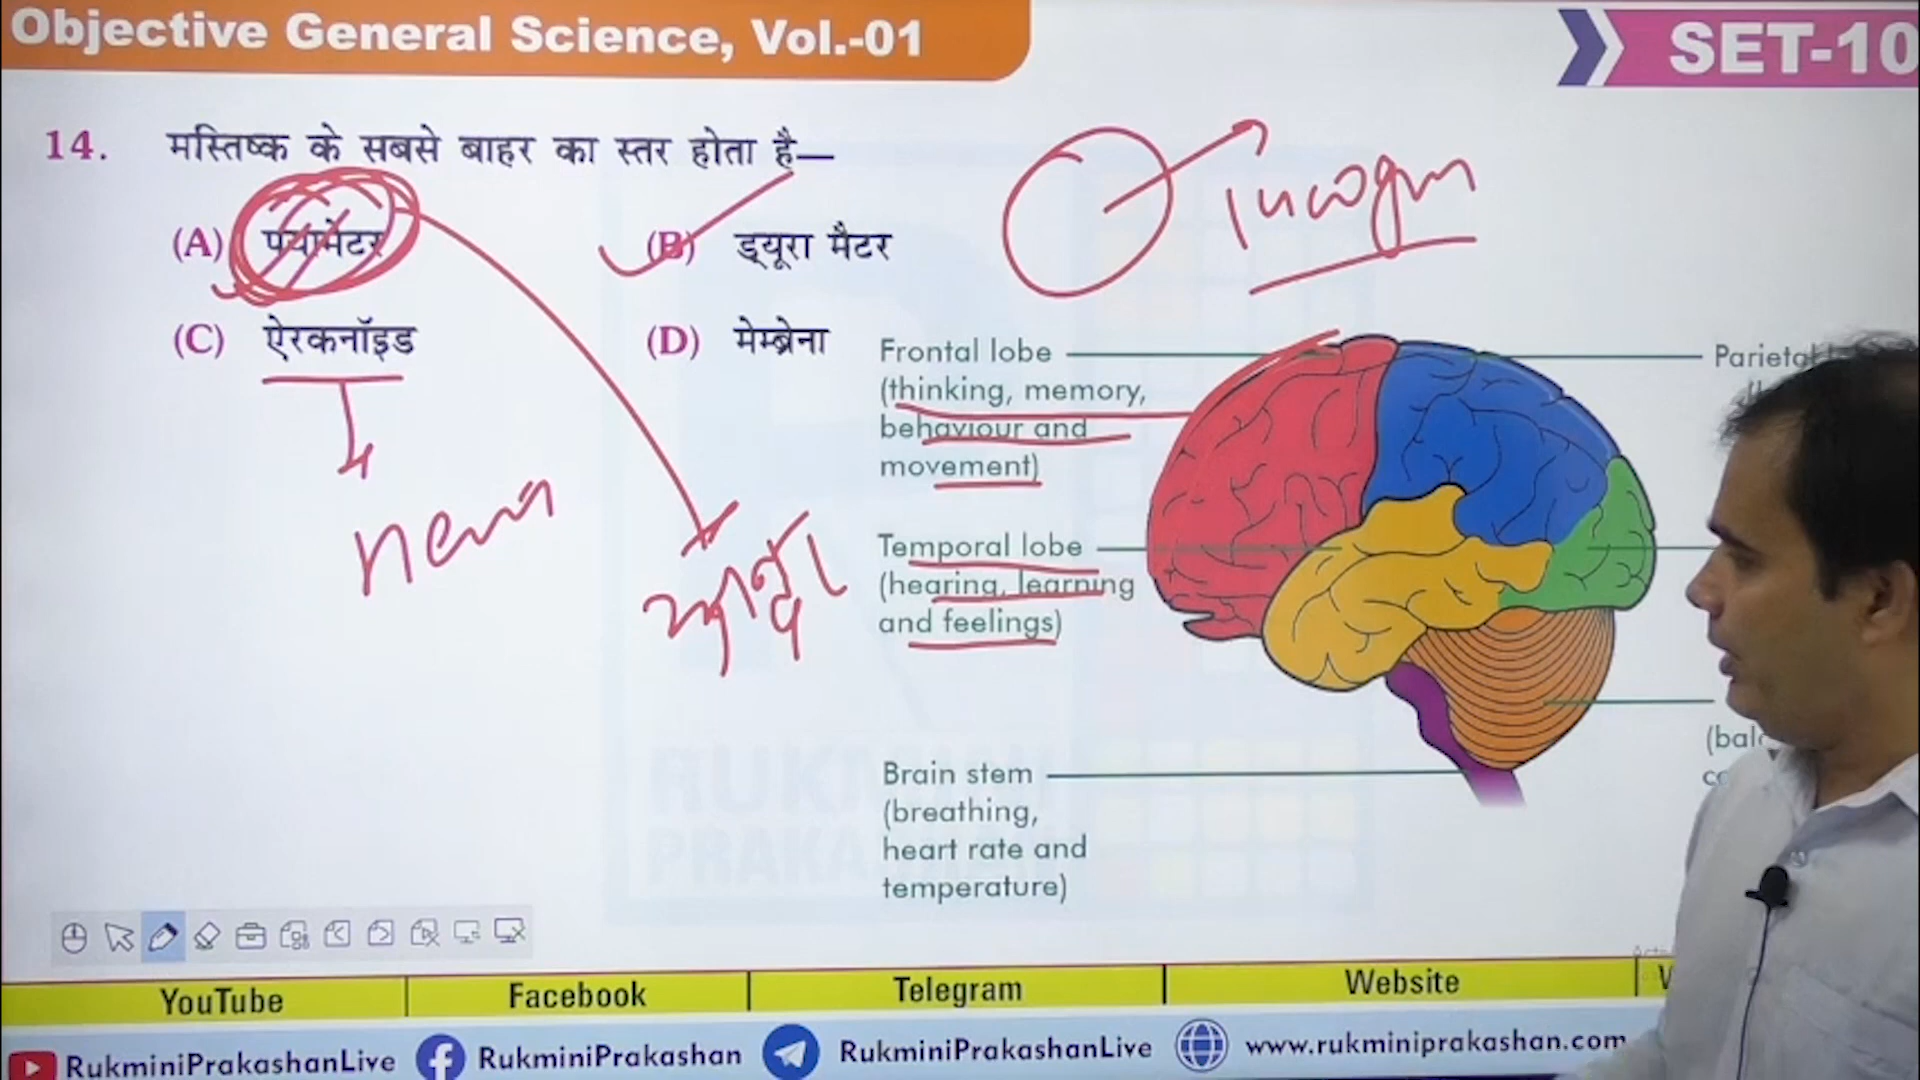 Objective General Science, Vol.-01
SET-10
14. मस्तिष्क के सबसे बाहर का स्तर होता है—
(A) पयामेटर
(B) ड्यूरा मैटर
(C) ऐरकनॉइड
(D) मेम्ब्रेना
Frontal lobe
(thinking, memory,
behaviour and
movement)
Temporal lobe
(hearing, learning
and feelings)
Brain stem
(breathing,
heart rate and
temperature)
RUKMINI
PRAKASHAN
YouTube
Facebook
Telegram
Website
RukminiPrakashanLive
RukminiPrakashan
RukminiPrakashanLive
www.rukminiprakashan.com